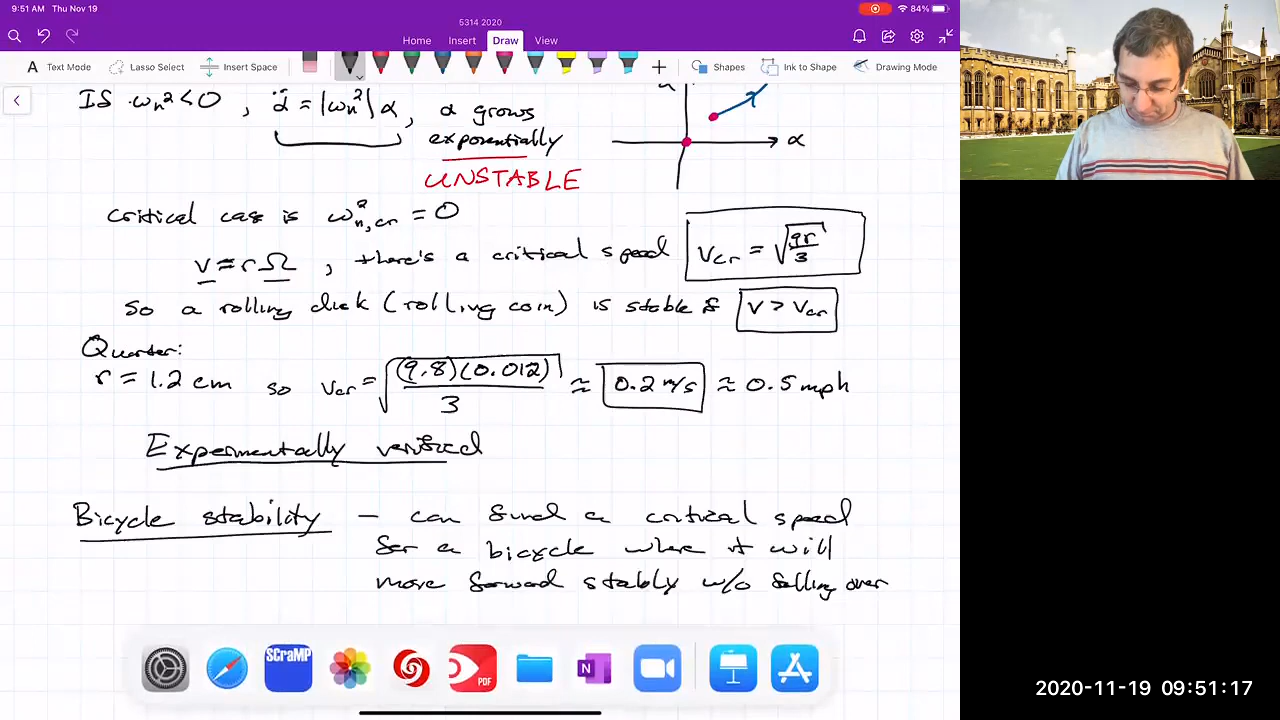 9:51 AM Thu Nov 19
84%
5314 2020
Home Insert Draw View
Text Mode Lasso Select Insert Space Shapes Ink to Shape Drawing Mode
IS ωn² < 0 , α̈ = |ωn²| α , α grows
exponentially
UNSTABLE
α
critical case is ω²n,cr = 0
v = rΩ , there's a critical speed Vcr = √(gr/3)
so a rolling disk (rolling coin) is stable if V > Vcr
Quarter:
r = 1.2 cm so Vcr = √((9.8)(0.012)/3) ≈ 0.2 m/s ≈ 0.5 mph
Expermentally verified
Bicycle stability – can find a critical speed
for a bicycle where it will
move forward stably w/o falling over
SCraMP
PDF
N
2020-11-19 09:51:17